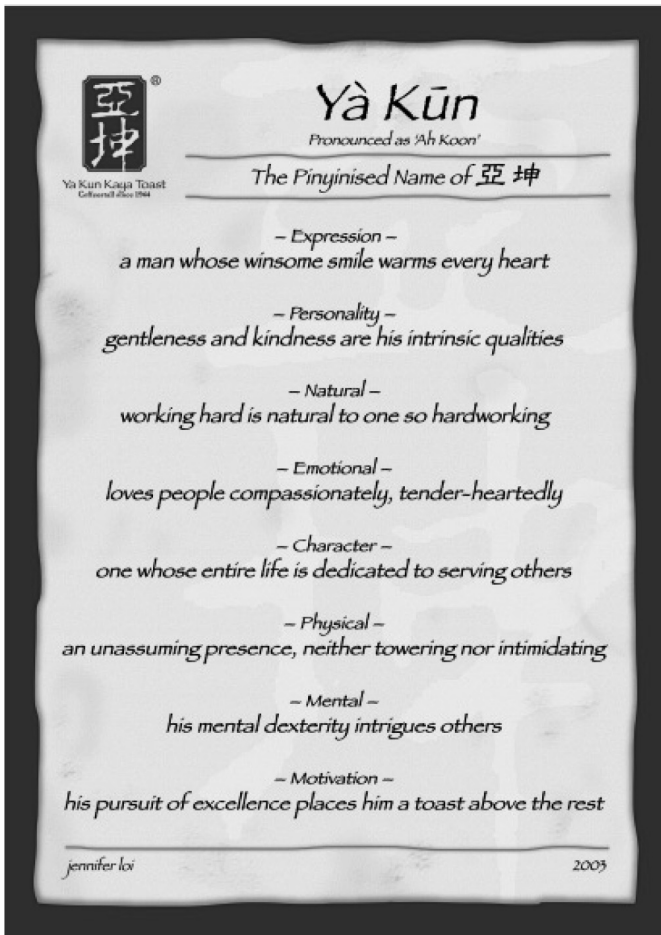 亞坤
®
Ya Kun Kaya Toast
Coffeestall since 1944
Yà Kūn
Pronounced as 'Ah Koon'
The Pinyinised Name of 亞坤
– Expression –
a man whose winsome smile warms every heart
– Personality –
gentleness and kindness are his intrinsic qualities
– Natural –
working hard is natural to one so hardworking
– Emotional –
loves people compassionately, tender-heartedly
– Character –
one whose entire life is dedicated to serving others
– Physical –
an unassuming presence, neither towering nor intimidating
– Mental –
his mental dexterity intrigues others
– Motivation –
his pursuit of excellence places him a toast above the rest
jennifer loi
2003